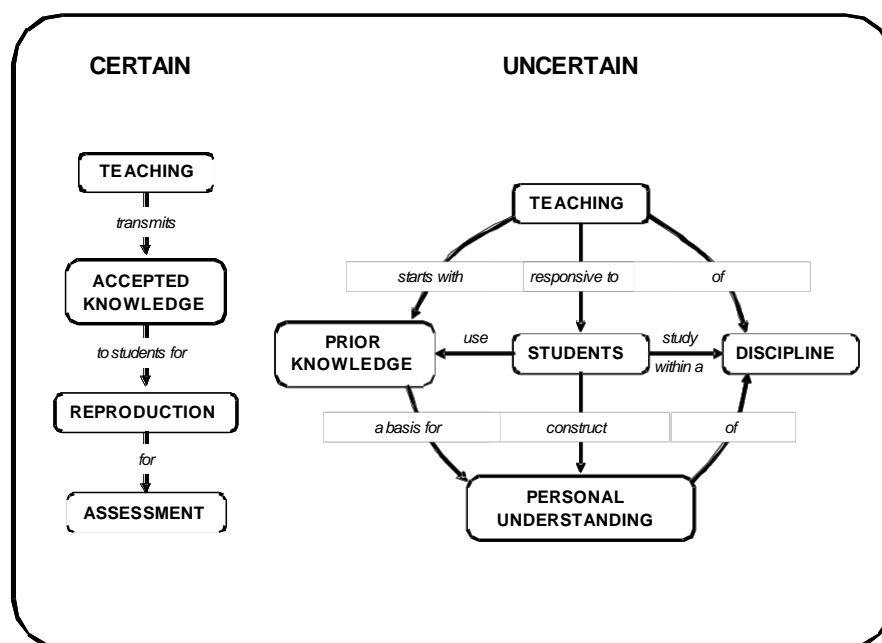 CERTAIN
UNCERTAIN
TEACHING
transmits
ACCEPTED
KNOWLEDGE
to students for
REPRODUCTION
for
ASSESSMENT
TEACHING
starts with
responsive to
of
PRIOR
KNOWLEDGE
use
STUDENTS
study
within a
DISCIPLINE
a basis for
construct
of
PERSONAL
UNDERSTANDING